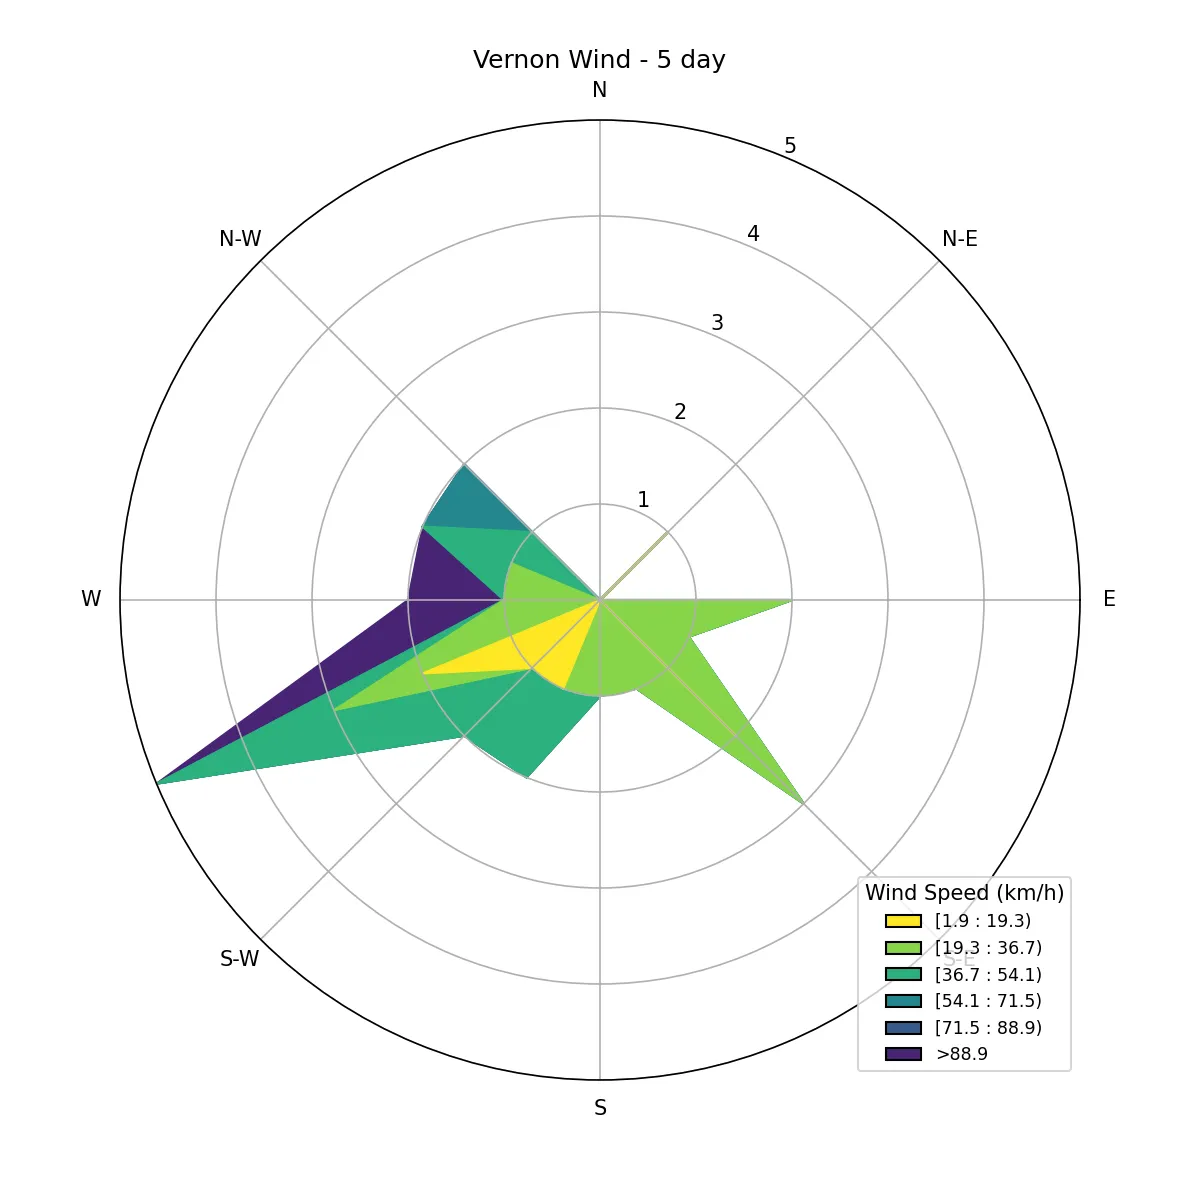 Vernon Wind - 5 day
N
5
N-W
N-E
4
3
2
1
W
E
S-W
S-E
Wind Speed (km/h)
[1.9 : 19.3)
[19.3 : 36.7)
[36.7 : 54.1)
[54.1 : 71.5)
[71.5 : 88.9)
>88.9
S